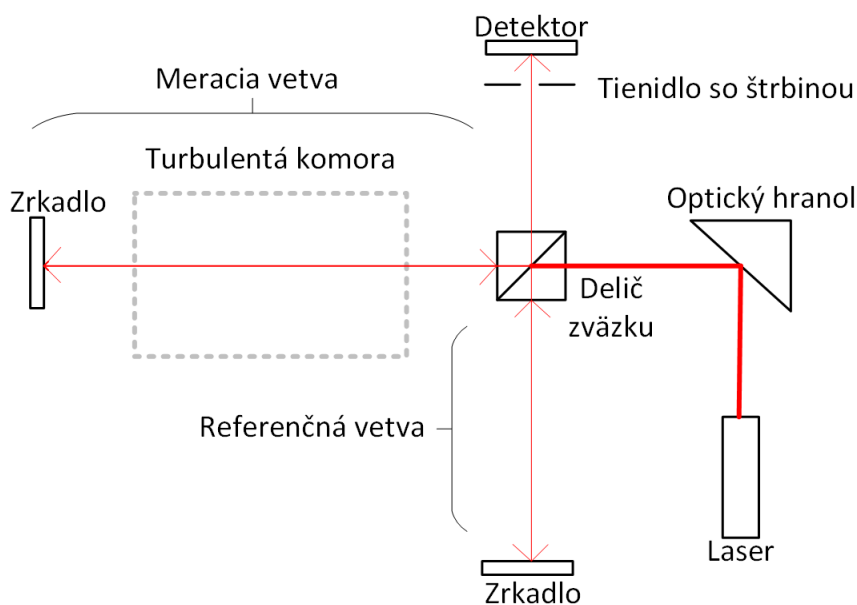 Detektor
Meracia vetva
Tienidlo so štrbinou
Turbulentá komora
Optický hranol
Zrkadlo
Delič
zväzku
Referenčná vetva
Laser
Zrkadlo